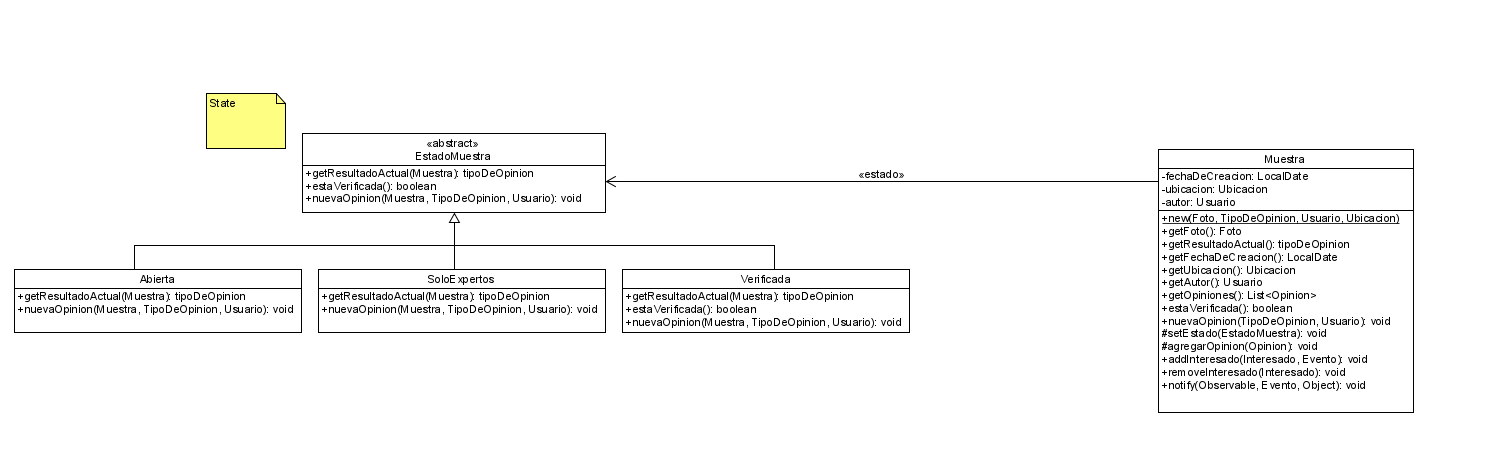 State
«abstract»
EstadoMuestra
+getResultadoActual(Muestra): tipoDeOpinion
+estaVerificada(): boolean
+nuevaOpinion(Muestra, TipoDeOpinion, Usuario): void
«estado»
Muestra
-fechaDeCreacion: LocalDate
-ubicacion: Ubicacion
-autor: Usuario
+new(Foto, TipoDeOpinion, Usuario, Ubicacion)
+getFoto(): Foto
+getResultadoActual(): tipoDeOpinion
+getFechaDeCreacion(): LocalDate
+getUbicacion(): Ubicacion
+getAutor(): Usuario
+getOpiniones(): List<Opinion>
+estaVerificada(): boolean
+nuevaOpinion(TipoDeOpinion, Usuario): void
#setEstado(EstadoMuestra): void
#agregarOpinion(Opinion): void
+addInteresado(Interesado, Evento): void
+removeInteresado(Interesado): void
+notify(Observable, Evento, Object): void
Abierta
+getResultadoActual(Muestra): tipoDeOpinion
+nuevaOpinion(Muestra, TipoDeOpinion, Usuario): void
SoloExpertos
+getResultadoActual(Muestra): tipoDeOpinion
+nuevaOpinion(Muestra, TipoDeOpinion, Usuario): void
Verificada
+getResultadoActual(Muestra): tipoDeOpinion
+estaVerificada(): boolean
+nuevaOpinion(Muestra, TipoDeOpinion, Usuario): void